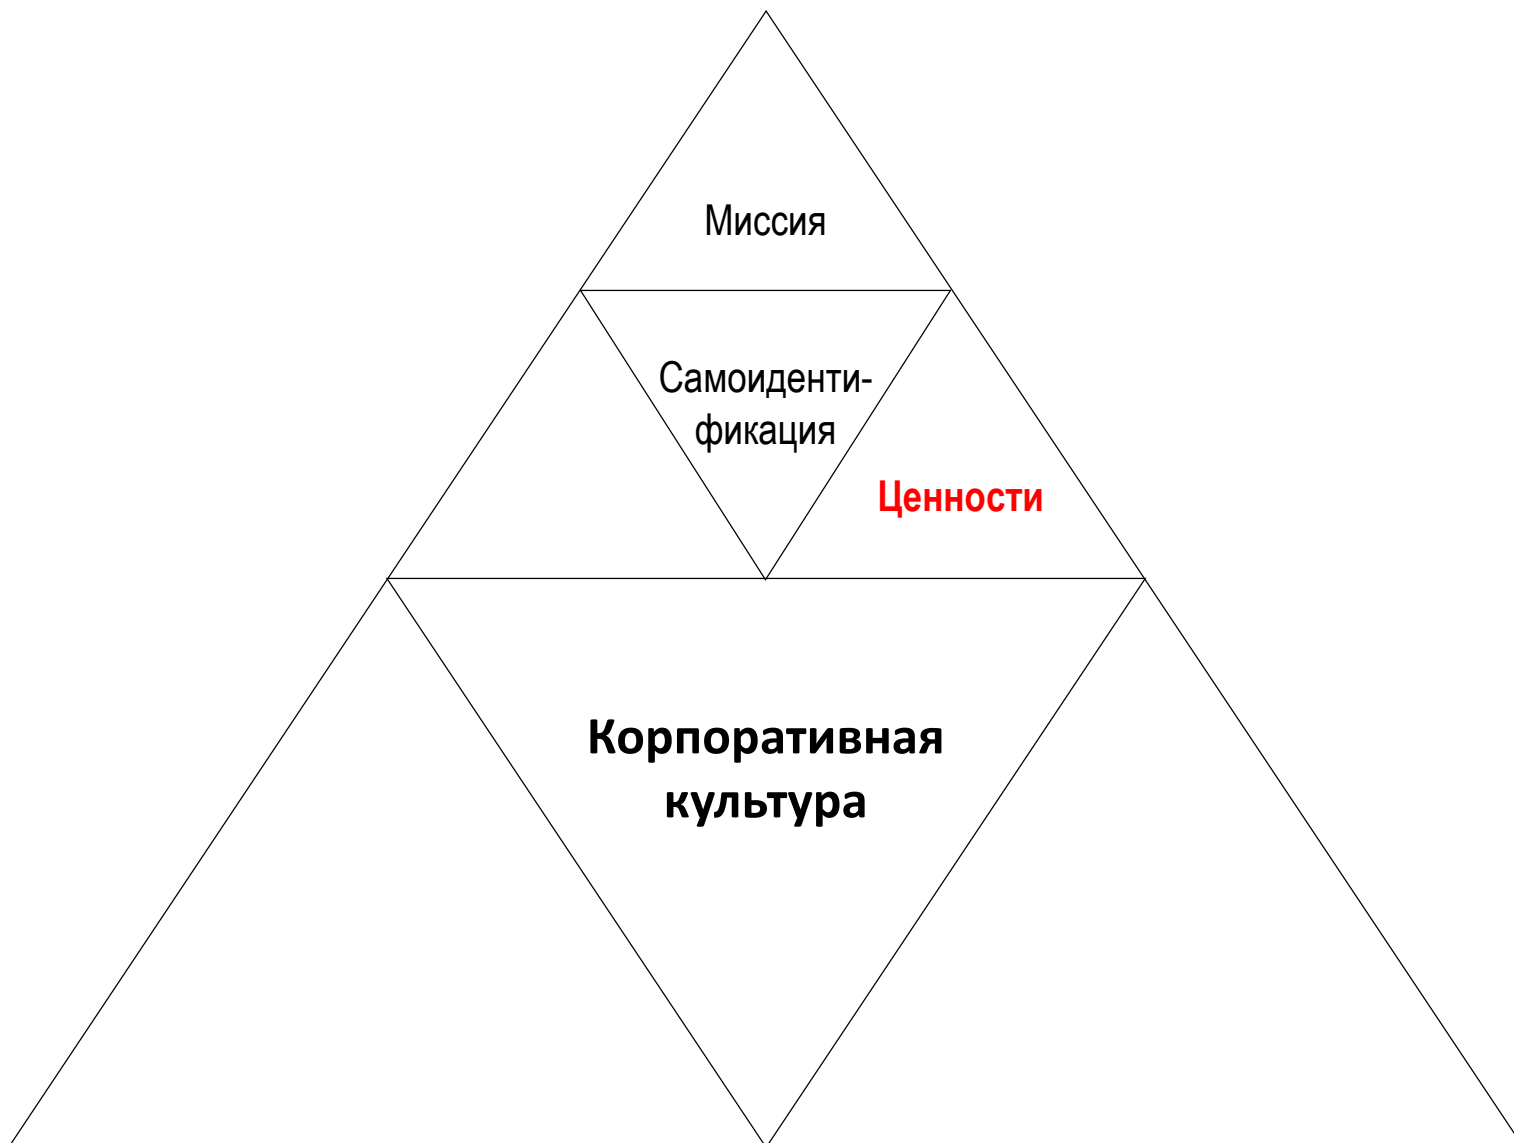 Миссия
Самоиденти-
фикация
Ценности
Корпоративная
культура